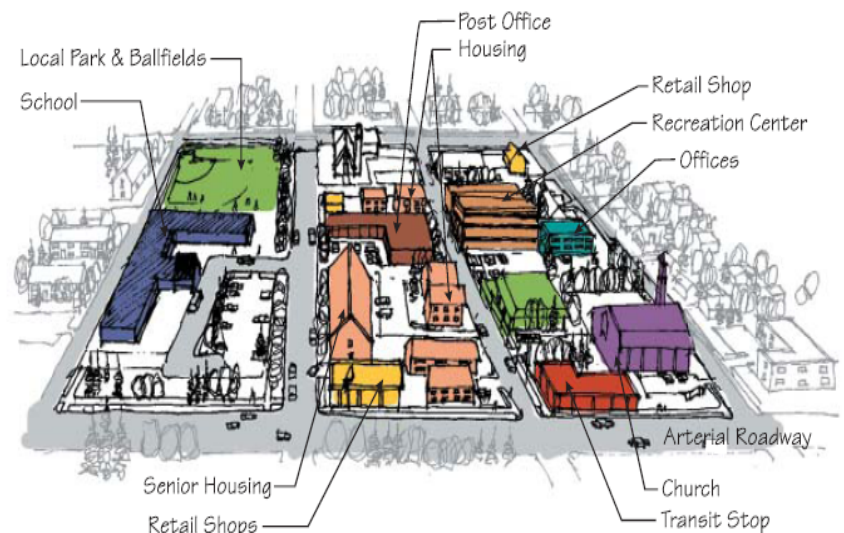 Post Office
Housing
Local Park & Ballfields
School
Retail Shop
Recreation Center
Offices
Arterial Roadway
Senior Housing
Church
Retail Shops
Transit Stop